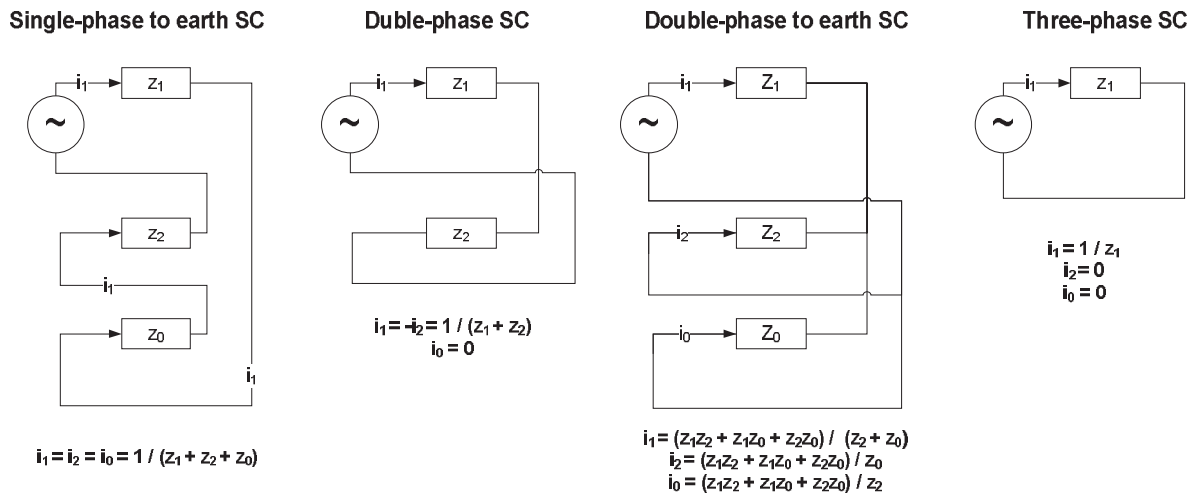 Single-phase to earth SC
i₁
z₁
~
z₂
i₁
z₀
i₁
i₁ = i₂ = i₀ = 1 / (z₁ + z₂ + z₀)
Duble-phase SC
i₁
z₁
~
z₂
i₁ = -i₂ = 1 / (z₁ + z₂)
i₀ = 0
Double-phase to earth SC
i₁
Z₁
~
i₂
Z₂
i₀
Z₀
i₁ = (z₁z₂ + z₁z₀ + z₂z₀) / (z₂ + z₀)
i₂ = (z₁z₂ + z₁z₀ + z₂z₀) / z₀
i₀ = (z₁z₂ + z₁z₀ + z₂z₀) / z₂
Three-phase SC
i₁
z₁
~
i₁ = 1 / z₁
i₂ = 0
i₀ = 0